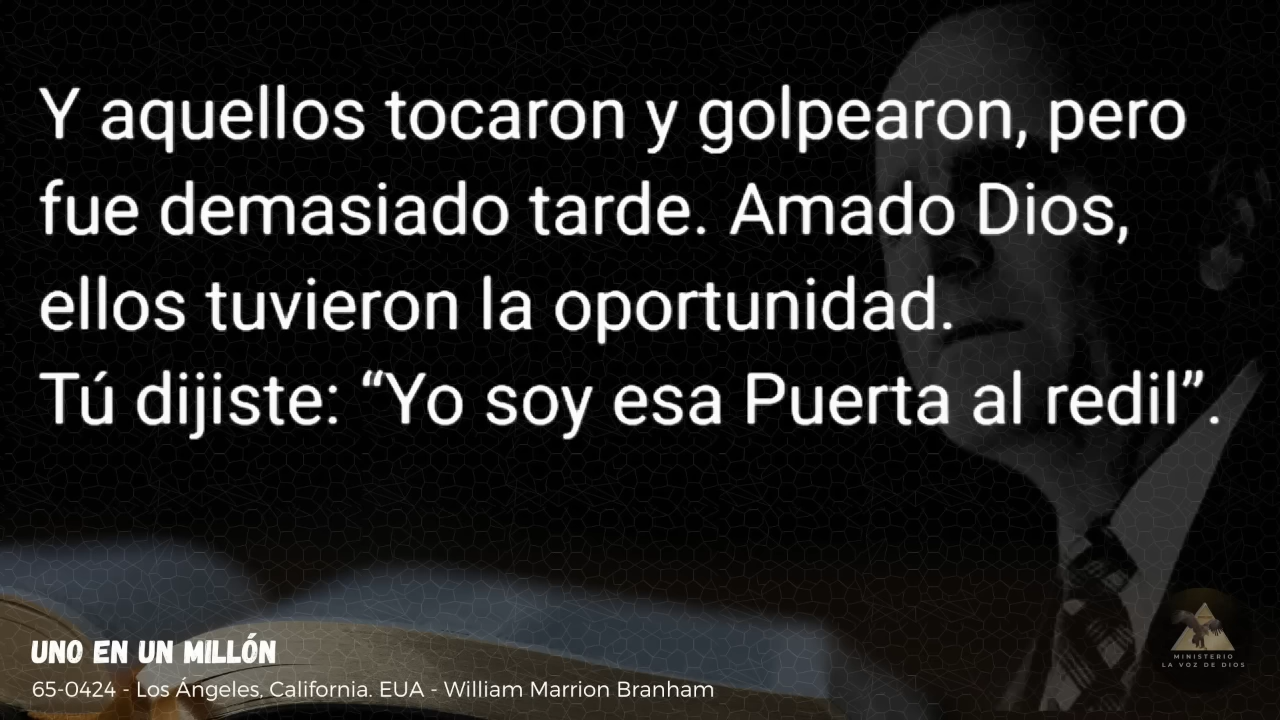 Y aquellos tocaron y golpearon, pero
fue demasiado tarde. Amado Dios,
ellos tuvieron la oportunidad.
Tú dijiste: “Yo soy esa Puerta al redil”.
UNO EN UN MILLÓN
65-0424 - Los Ángeles, California. EUA - William Marrion Branham
MINISTERIO
LA VOZ DE DIOS